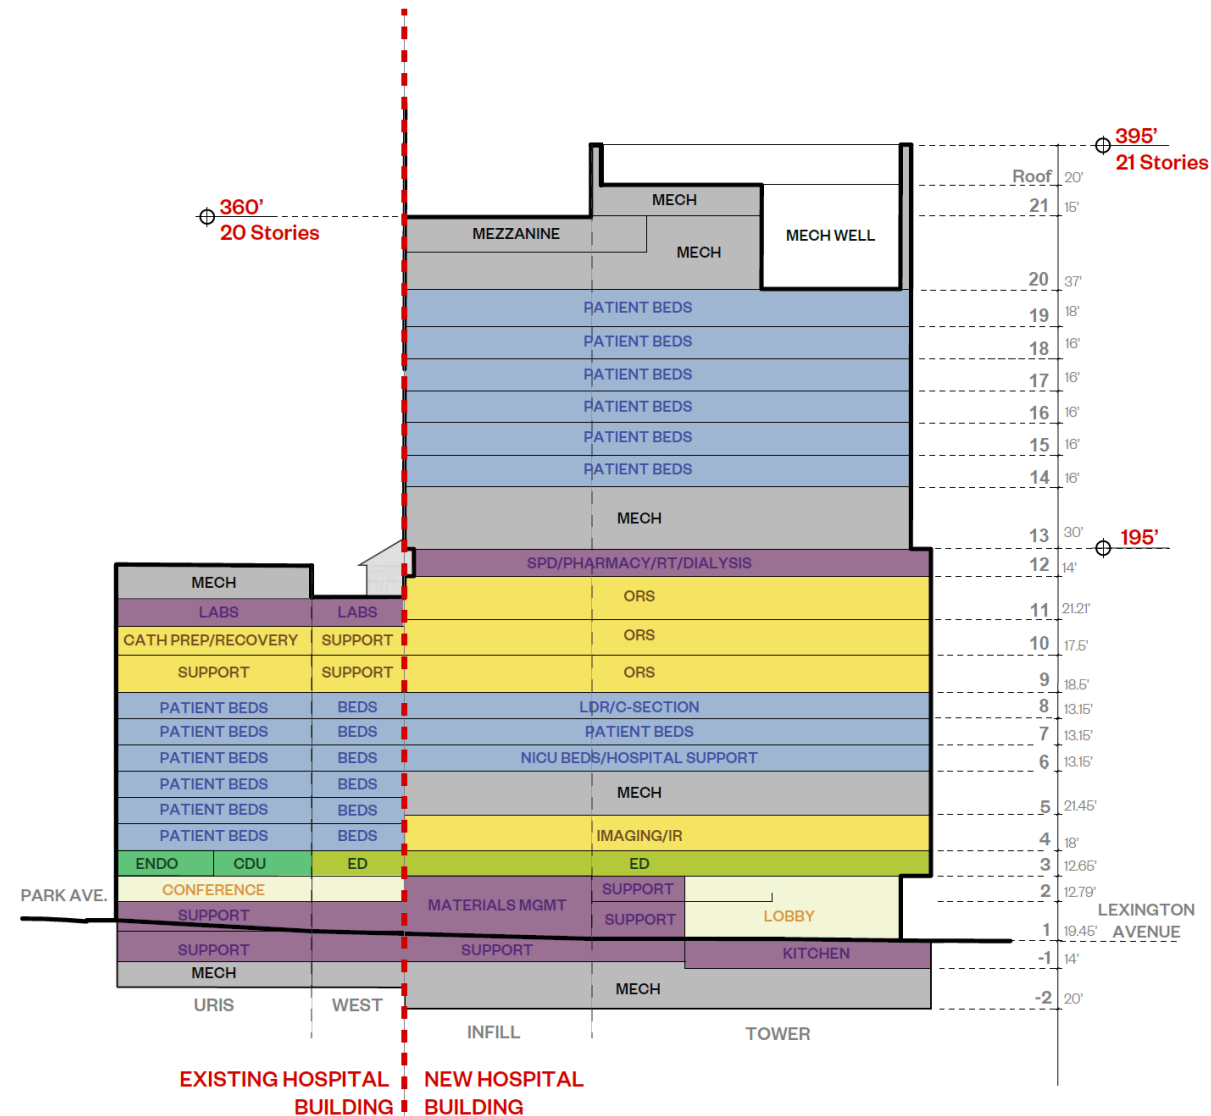 395'
21 Stories
Roof 20'
MECH
360'
20 Stories
21 15'
MEZZANINE
MECH WELL
MECH
20 37'
PATIENT BEDS
19 18'
PATIENT BEDS
18 16'
PATIENT BEDS
17 16'
PATIENT BEDS
16 16'
PATIENT BEDS
15 16'
PATIENT BEDS
14 16'
MECH
13 30'
195'
SPD/PHARMACY/RT/DIALYSIS
12 14'
MECH
ORS
LABS
LABS
11 21.21'
CATH PREP/RECOVERY
SUPPORT
ORS
10 17.5'
SUPPORT
SUPPORT
ORS
9 18.5'
PATIENT BEDS
BEDS
LDR/C-SECTION
8 13.15'
PATIENT BEDS
BEDS
PATIENT BEDS
7 13.15'
PATIENT BEDS
BEDS
NICU BEDS/HOSPITAL SUPPORT
6 13.15'
PATIENT BEDS
BEDS
MECH
PATIENT BEDS
BEDS
5 21.45'
PATIENT BEDS
BEDS
IMAGING/IR
4 18'
ENDO
CDU
ED
ED
3 12.65'
CONFERENCE
SUPPORT
2 12.79'
PARK AVE.
MATERIALS MGMT
SUPPORT
SUPPORT
LOBBY
LEXINGTON
AVENUE
1 19.45'
SUPPORT
SUPPORT
KITCHEN
-1 14'
MECH
MECH
-2 20'
URIS
WEST
INFILL
TOWER
EXISTING HOSPITAL
BUILDING
NEW HOSPITAL
BUILDING